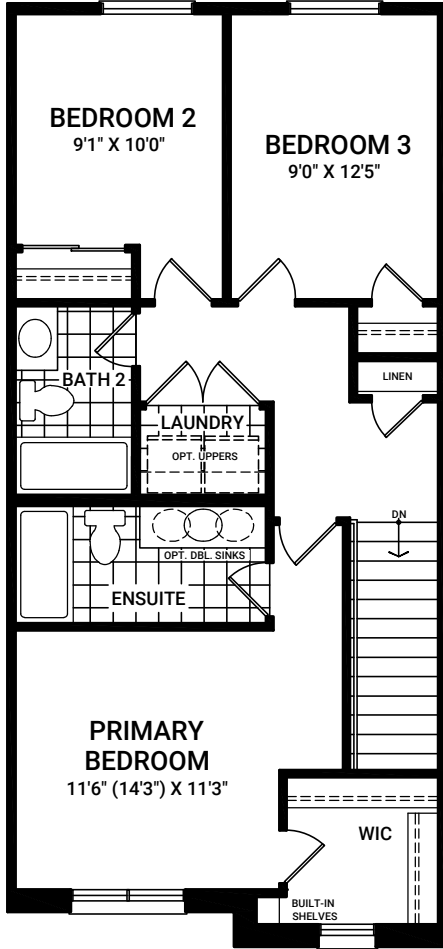 BEDROOM 2
9'1" X 10'0"
BEDROOM 3
9'0" X 12'5"
LINEN
BATH 2
LAUNDRY
OPT. UPPERS
DN
OPT. DBL. SINKS
ENSUITE
PRIMARY
BEDROOM
11'6" (14'3") X 11'3"
WIC
BUILT-IN
SHELVES